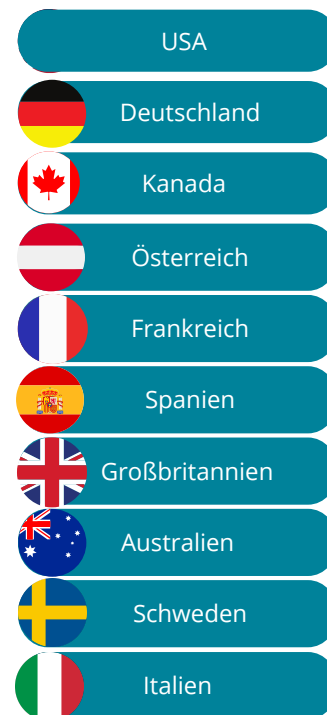 USA
Deutschland
Kanada
Österreich
Frankreich
Spanien
Großbritannien
Australien
Schweden
Italien